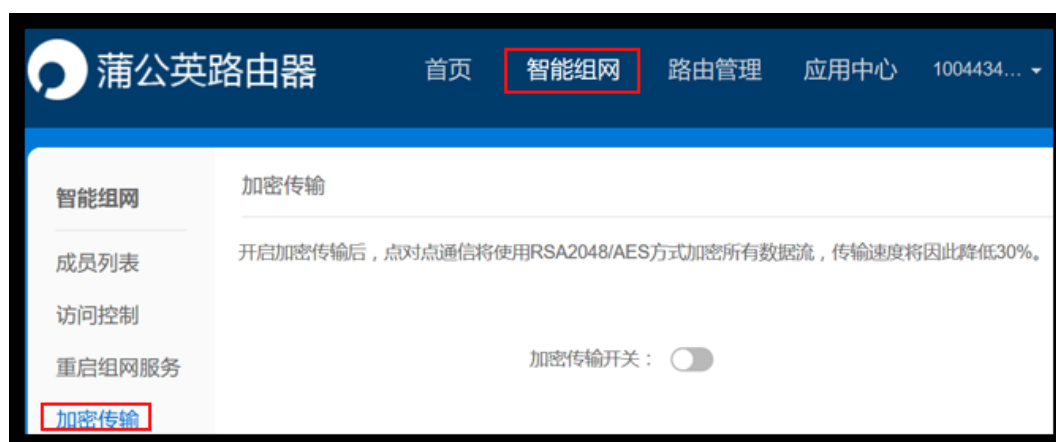 蒲公英路由器 首页 智能组网 路由管理 应用中心 1004434...
智能组网
加密传输
成员列表
开启加密传输后，点对点通信将使用RSA2048/AES方式加密所有数据流，传输速度将因此降低30%。
访问控制
重启组网服务
加密传输开关：
加密传输